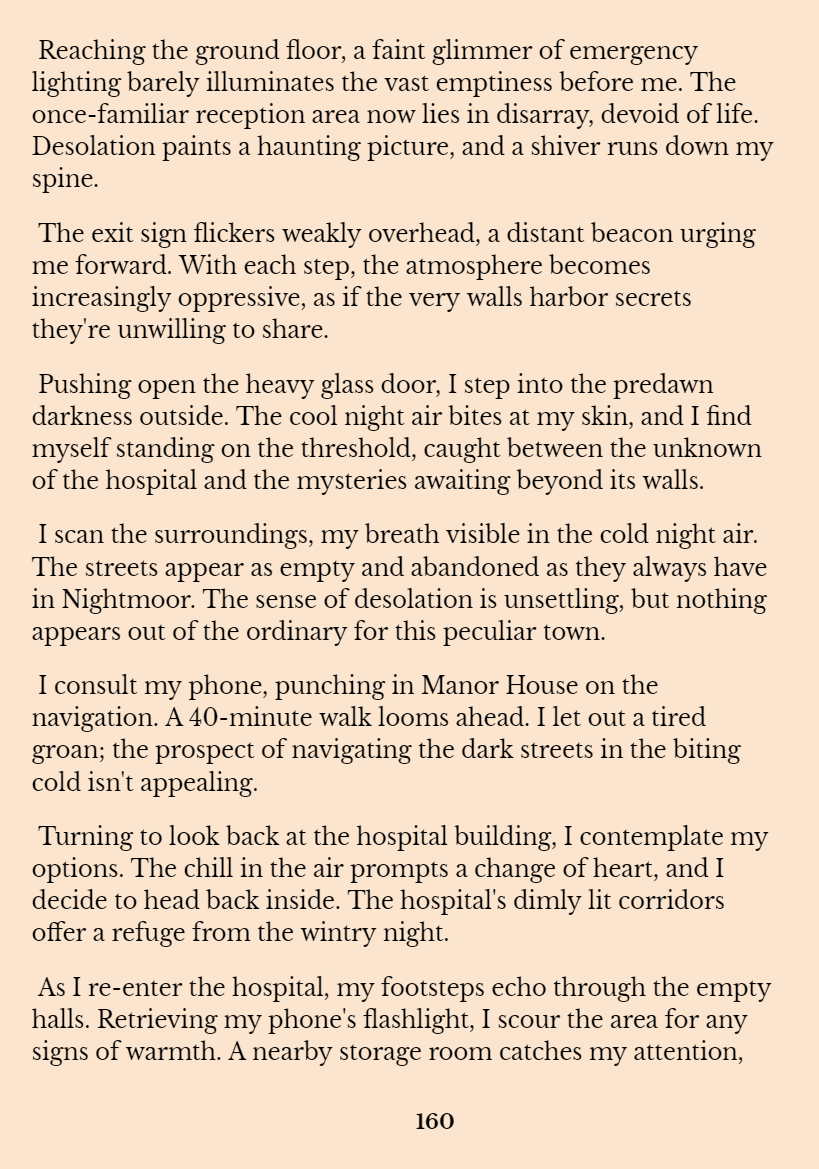 Reaching the ground floor, a faint glimmer of emergency
lighting barely illuminates the vast emptiness before me. The
once-familiar reception area now lies in disarray, devoid of life.
Desolation paints a haunting picture, and a shiver runs down my
spine.
The exit sign flickers weakly overhead, a distant beacon urging
me forward. With each step, the atmosphere becomes
increasingly oppressive, as if the very walls harbor secrets
they're unwilling to share.
Pushing open the heavy glass door, I step into the predawn
darkness outside. The cool night air bites at my skin, and I find
myself standing on the threshold, caught between the unknown
of the hospital and the mysteries awaiting beyond its walls.
I scan the surroundings, my breath visible in the cold night air.
The streets appear as empty and abandoned as they always have
in Nightmoor. The sense of desolation is unsettling, but nothing
appears out of the ordinary for this peculiar town.
I consult my phone, punching in Manor House on the
navigation. A 40-minute walk looms ahead. I let out a tired
groan; the prospect of navigating the dark streets in the biting
cold isn't appealing.
Turning to look back at the hospital building, I contemplate my
options. The chill in the air prompts a change of heart, and I
decide to head back inside. The hospital's dimly lit corridors
offer a refuge from the wintry night.
As I re-enter the hospital, my footsteps echo through the empty
halls. Retrieving my phone's flashlight, I scour the area for any
signs of warmth. A nearby storage room catches my attention,
160